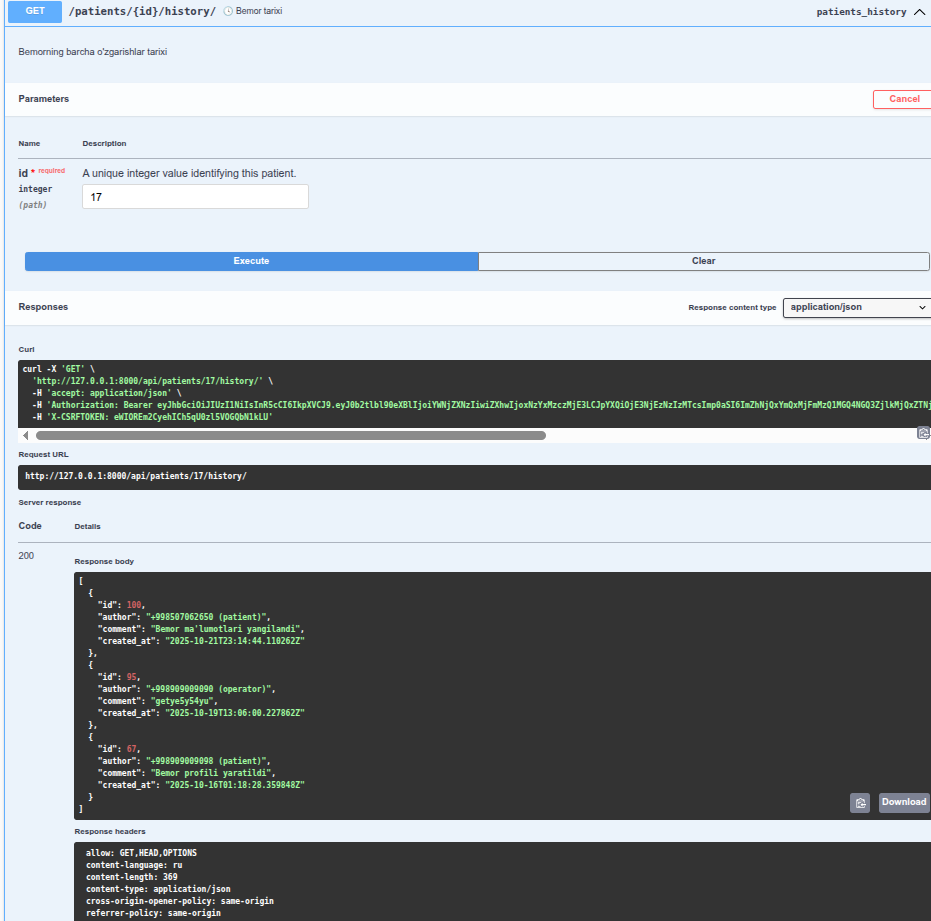 GET /patients/{id}/history/ Bemor tarixi patients_history
Bemorning barcha o'zgarishlar tarixi
Parameters Cancel
Name Description
id * required A unique integer value identifying this patient.
integer 17
(path)
Execute Clear
Responses Response content type application/json
Curl
curl -X 'GET' \
'http://127.0.0.1:8000/api/patients/17/history/' \
-H 'accept: application/json' \
-H 'Authorization: Bearer
-H 'X-CSRFTOKEN: eWIOREm2CyehICh5qU0zl5VOGQbN1kLU'
Request URL
http://127.0.0.1:8000/api/patients/17/history/
Server response
Code Details
200
Response body
[
{
"id": 100,
"author": "+998507062650 (patient)",
"comment": "Bemor ma'lumotlari yangilandi",
"created_at": "2025-10-21T23:14:44.110262Z"
},
{
"id": 95,
"author": "+998909009090 (operator)",
"comment": "getye5y54yu",
"created_at": "2025-10-19T13:06:00.227862Z"
},
{
"id": 67,
"author": "+998909009098 (patient)",
"comment": "Bemor profili yaratildi",
"created_at": "2025-10-16T01:18:28.359848Z"
}
]
Download
Response headers
allow: GET,HEAD,OPTIONS
content-language: ru
content-length: 369
content-type: application/json
cross-origin-opener-policy: same-origin
referrer-policy: same-origin